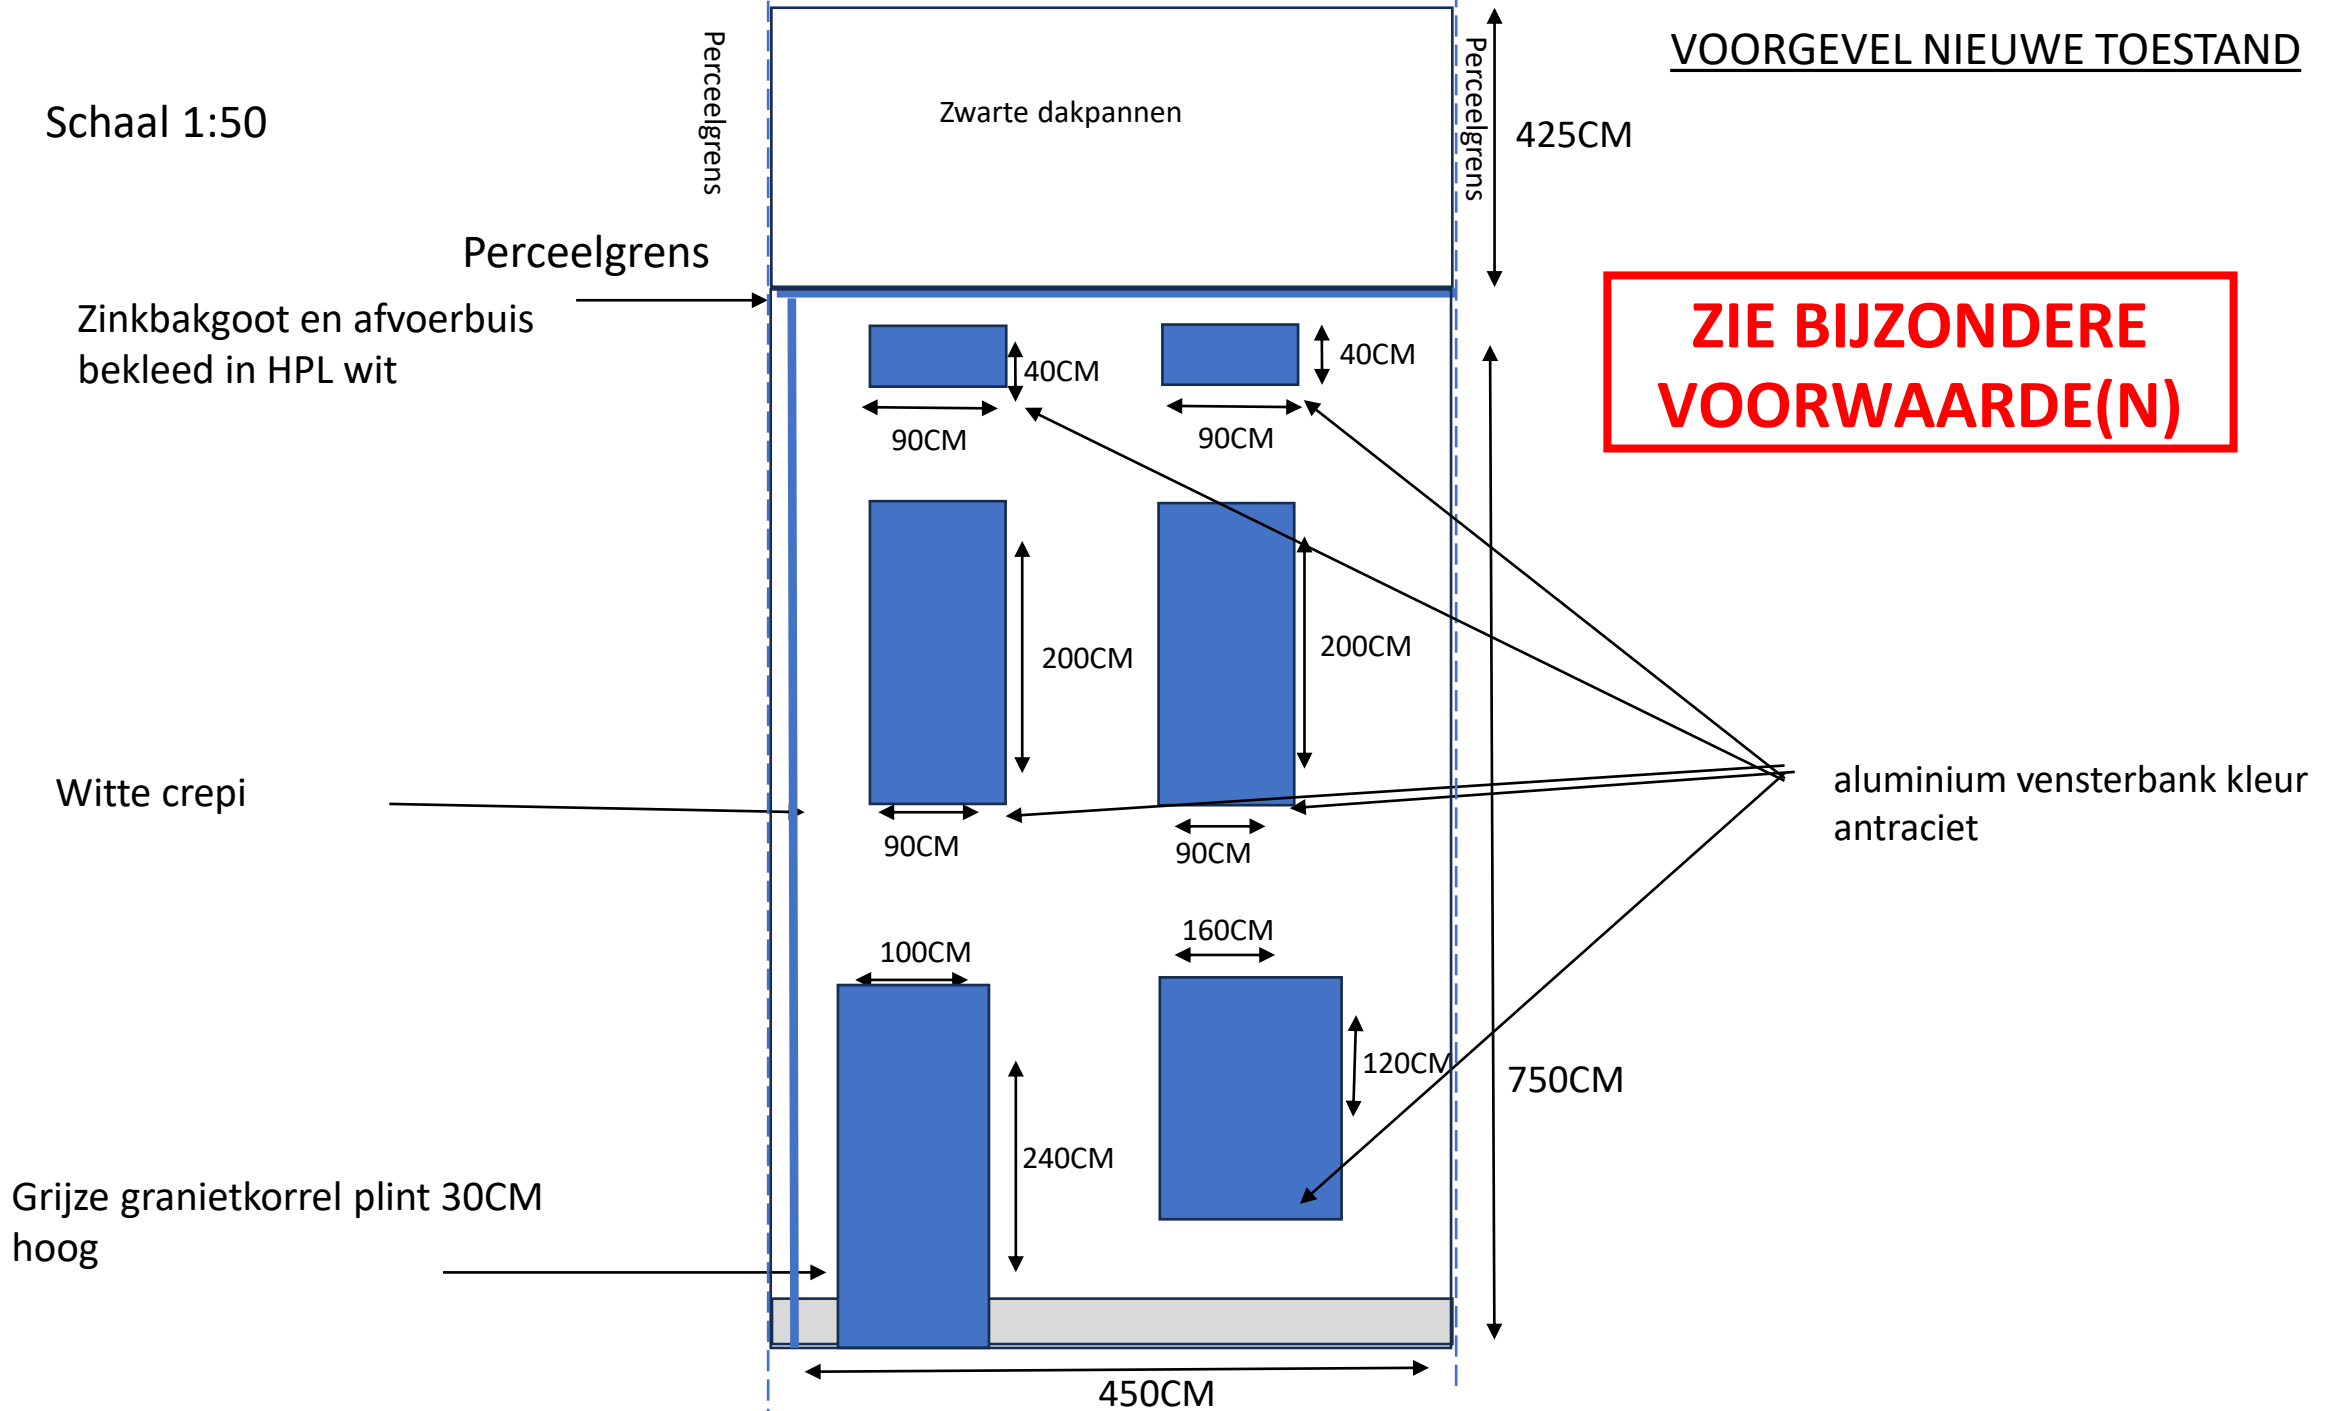 VOORGEVEL NIEUWE TOESTAND
Schaal 1:50
Perceelgrens
Perceelgrens
Zwarte dakpannen
425CM
Perceelgrens
Zinkbakgoot en afvoerbuis
bekleed in HPL wit
ZIE BIJZONDERE
VOORWAARDE(N)
40CM
40CM
90CM
90CM
200CM
200CM
Witte crepi
90CM
90CM
aluminium vensterbank kleur
antraciet
100CM
160CM
120CM
750CM
240CM
Grijze granietkorrel plint 30CM
hoog
450CM